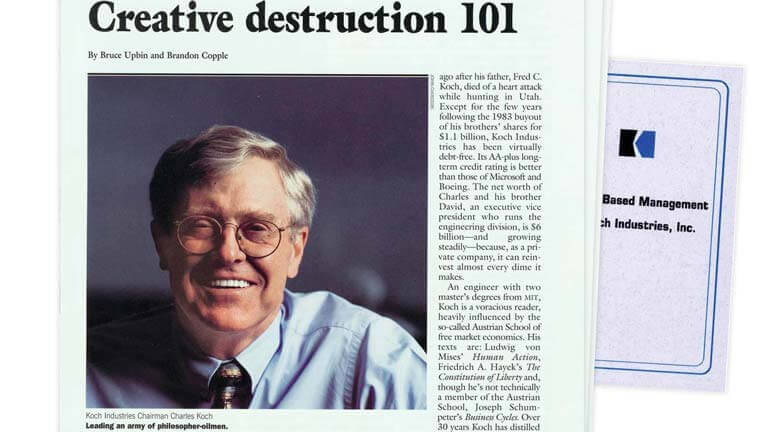 Creative destruction 101
By Bruce Upbin and Brandon Copple
ago after his father, Fred C.
Koch, died of a heart attack
while hunting in Utah.
Except for the few years
following the 1983 buyout
of his brothers' shares for
$1.1 billion, Koch Indus-
tries has been virtually
debt-free. Its AA-plus long-
term credit rating is better
than those of Microsoft and
Boeing. The net worth of
Charles and his brother
David, an executive vice
president who runs the
engineering division, is $6
billion—and growing
steadily—because, as a pri-
vate company, it can rein-
vest almost every dime it
makes.
An engineer with two
master's degrees from MIT,
Koch is a voracious reader,
heavily influenced by the
so-called Austrian School of
free market economics. His
texts are: Ludwig von
Mises' Human Action,
Friedrich A. Hayek's The
Constitution of Liberty and,
though he's not technically
a member of the Austrian
School, Joseph Schum-
peter's Business Cycles. Over
30 years Koch has distilled
Koch Industries Chairman Charles Koch
Leading an army of philosopher-oilmen.
Based Management
ch Industries, Inc.